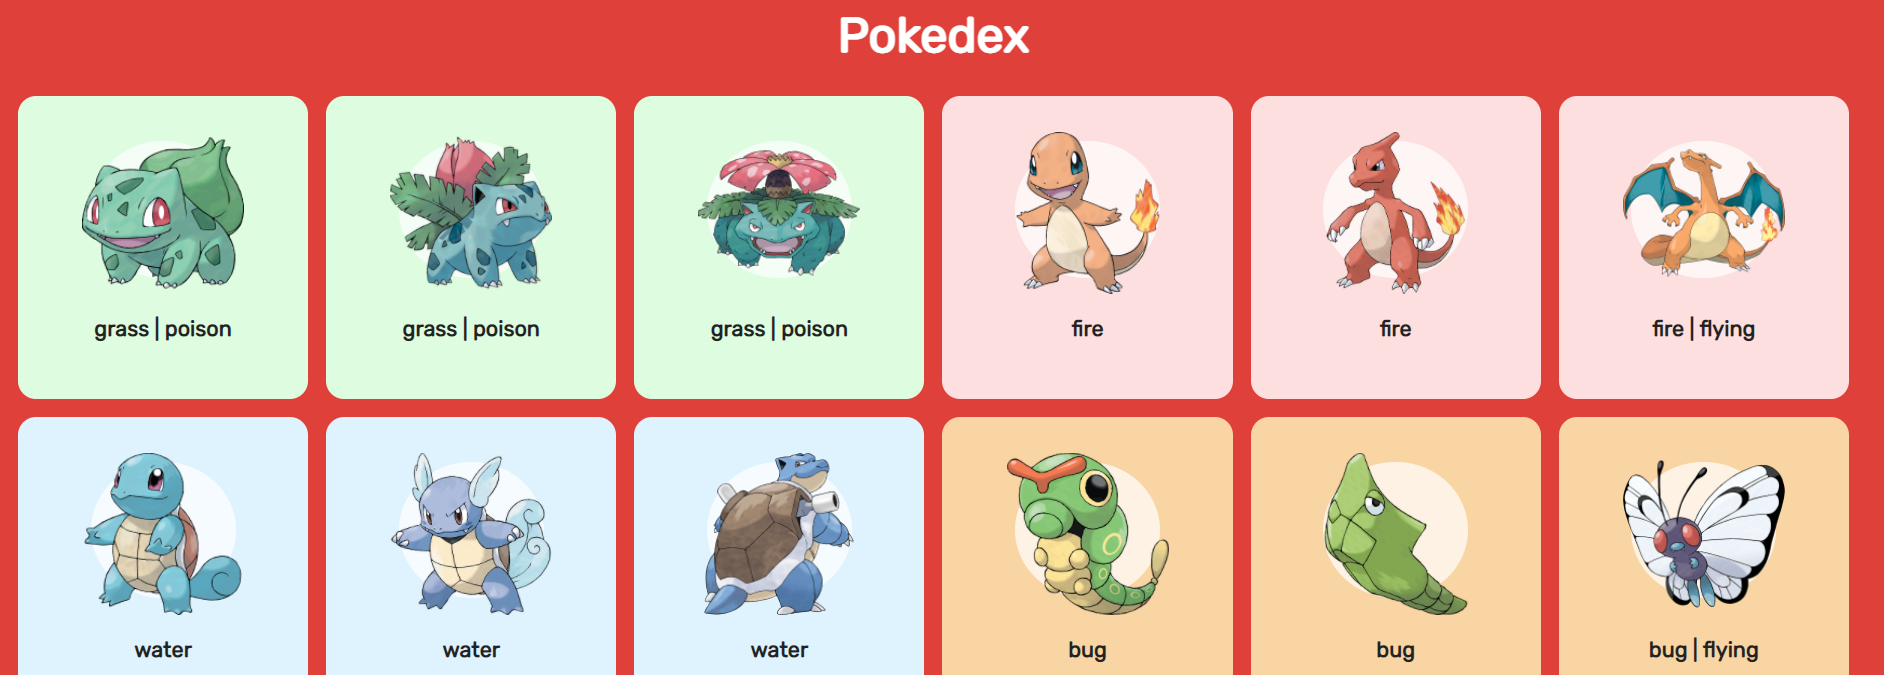 Pokedex
grass | poison
grass | poison
grass | poison
fire
fire
fire | flying
water
water
water
bug
bug
bug | flying